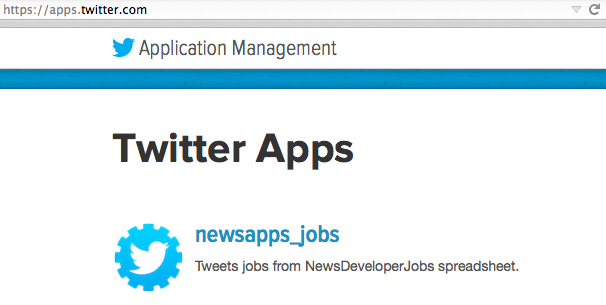 https://apps.twitter.com
Application Management
Twitter Apps
newsapps_jobs
Tweets jobs from NewsDeveloperJobs spreadsheet.